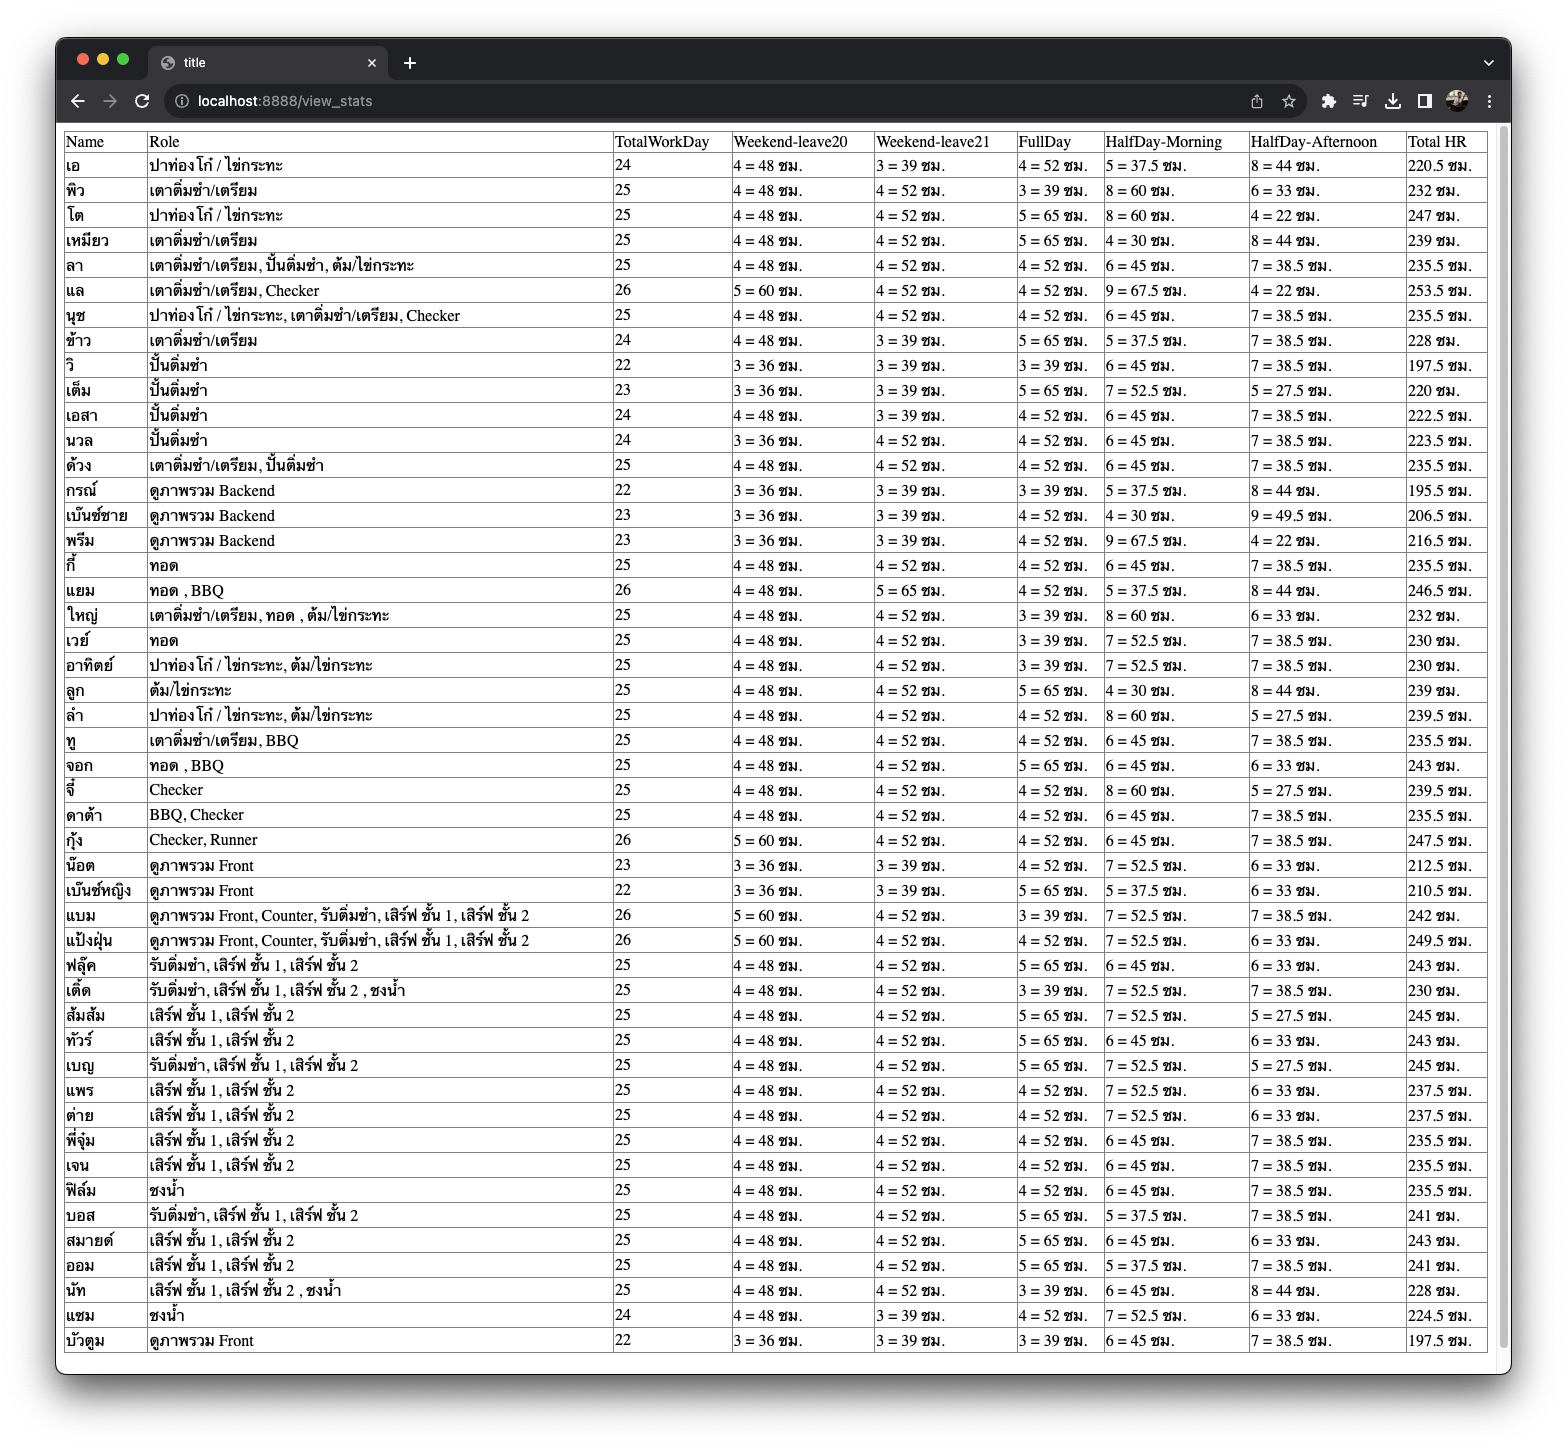 title
localhost:8888/view_stats
Name Role TotalWorkDay Weekend-leave20 Weekend-leave21 FullDay HalfDay-Morning HalfDay-Afternoon Total HR
เอ ปาท่องโก๋ / ไข่กระทะ 24 4 = 48 ชม. 3 = 39 ชม. 4 = 52 ชม. 5 = 37.5 ชม. 8 = 44 ชม. 220.5 ชม.
พิว เตาติ่มซำ/เตรียม 25 4 = 48 ชม. 4 = 52 ชม. 3 = 39 ชม. 8 = 60 ชม. 6 = 33 ชม. 232 ชม.
โต ปาท่องโก๋ / ไข่กระทะ 25 4 = 48 ชม. 4 = 52 ชม. 5 = 65 ชม. 8 = 60 ชม. 4 = 22 ชม. 247 ชม.
เหมียว เตาติ่มซำ/เตรียม 25 4 = 48 ชม. 4 = 52 ชม. 5 = 65 ชม. 4 = 30 ชม. 8 = 44 ชม. 239 ชม.
ลา เตาติ่มซำ/เตรียม, ปั้นติ่มซำ, ต้ม/ไข่กระทะ 25 4 = 48 ชม. 4 = 52 ชม. 4 = 52 ชม. 6 = 45 ชม. 7 = 38.5 ชม. 235.5 ชม.
แล เตาติ่มซำ/เตรียม, Checker 26 5 = 60 ชม. 4 = 52 ชม. 4 = 52 ชม. 9 = 67.5 ชม. 4 = 22 ชม. 253.5 ชม.
นุช ปาท่องโก๋ / ไข่กระทะ, เตาติ่มซำ/เตรียม, Checker 25 4 = 48 ชม. 4 = 52 ชม. 4 = 52 ชม. 6 = 45 ชม. 7 = 38.5 ชม. 235.5 ชม.
ข้าว เตาติ่มซำ/เตรียม 24 4 = 48 ชม. 3 = 39 ชม. 5 = 65 ชม. 5 = 37.5 ชม. 7 = 38.5 ชม. 228 ชม.
วิ ปั้นติ่มซำ 22 3 = 36 ชม. 3 = 39 ชม. 3 = 39 ชม. 6 = 45 ชม. 7 = 38.5 ชม. 197.5 ชม.
เต็ม ปั้นติ่มซำ 23 3 = 36 ชม. 3 = 39 ชม. 5 = 65 ชม. 7 = 52.5 ชม. 5 = 27.5 ชม. 220 ชม.
เอสา ปั้นติ่มซำ 24 4 = 48 ชม. 3 = 39 ชม. 4 = 52 ชม. 6 = 45 ชม. 7 = 38.5 ชม. 222.5 ชม.
นวล ปั้นติ่มซำ 24 3 = 36 ชม. 4 = 52 ชม. 4 = 52 ชม. 6 = 45 ชม. 7 = 38.5 ชม. 223.5 ชม.
ด้วง เตาติ่มซำ/เตรียม, ปั้นติ่มซำ 25 4 = 48 ชม. 4 = 52 ชม. 4 = 52 ชม. 6 = 45 ชม. 7 = 38.5 ชม. 235.5 ชม.
กรณ์ ดูภาพรวม Backend 22 3 = 36 ชม. 3 = 39 ชม. 3 = 39 ชม. 5 = 37.5 ชม. 8 = 44 ชม. 195.5 ชม.
เบ๊นซ์ชาย ดูภาพรวม Backend 23 3 = 36 ชม. 3 = 39 ชม. 4 = 52 ชม. 4 = 30 ชม. 9 = 49.5 ชม. 206.5 ชม.
พรีม ดูภาพรวม Backend 23 3 = 36 ชม. 3 = 39 ชม. 4 = 52 ชม. 9 = 67.5 ชม. 4 = 22 ชม. 216.5 ชม.
กี้ ทอด 25 4 = 48 ชม. 4 = 52 ชม. 4 = 52 ชม. 6 = 45 ชม. 7 = 38.5 ชม. 235.5 ชม.
แยม ทอด , BBQ 26 4 = 48 ชม. 5 = 65 ชม. 4 = 52 ชม. 5 = 37.5 ชม. 8 = 44 ชม. 246.5 ชม.
ใหญ่ เตาติ่มซำ/เตรียม, ทอด , ต้ม/ไข่กระทะ 25 4 = 48 ชม. 4 = 52 ชม. 3 = 39 ชม. 8 = 60 ชม. 6 = 33 ชม. 232 ชม.
เวย์ ทอด 25 4 = 48 ชม. 4 = 52 ชม. 3 = 39 ชม. 7 = 52.5 ชม. 7 = 38.5 ชม. 230 ชม.
อาทิตย์ ปาท่องโก๋ / ไข่กระทะ, ต้ม/ไข่กระทะ 25 4 = 48 ชม. 4 = 52 ชม. 3 = 39 ชม. 7 = 52.5 ชม. 7 = 38.5 ชม. 230 ชม.
ลูก ต้ม/ไข่กระทะ 25 4 = 48 ชม. 4 = 52 ชม. 5 = 65 ชม. 4 = 30 ชม. 8 = 44 ชม. 239 ชม.
ลำ ปาท่องโก๋ / ไข่กระทะ, ต้ม/ไข่กระทะ 25 4 = 48 ชม. 4 = 52 ชม. 4 = 52 ชม. 8 = 60 ชม. 5 = 27.5 ชม. 239.5 ชม.
ทู เตาติ่มซำ/เตรียม, BBQ 25 4 = 48 ชม. 4 = 52 ชม. 4 = 52 ชม. 6 = 45 ชม. 7 = 38.5 ชม. 235.5 ชม.
จอก ทอด , BBQ 25 4 = 48 ชม. 4 = 52 ชม. 5 = 65 ชม. 6 = 45 ชม. 6 = 33 ชม. 243 ชม.
จี๋ Checker 25 4 = 48 ชม. 4 = 52 ชม. 4 = 52 ชม. 8 = 60 ชม. 5 = 27.5 ชม. 239.5 ชม.
ดาต้า BBQ, Checker 25 4 = 48 ชม. 4 = 52 ชม. 4 = 52 ชม. 6 = 45 ชม. 7 = 38.5 ชม. 235.5 ชม.
กุ้ง Checker, Runner 26 5 = 60 ชม. 4 = 52 ชม. 4 = 52 ชม. 6 = 45 ชม. 7 = 38.5 ชม. 247.5 ชม.
น๊อต ดูภาพรวม Front 23 3 = 36 ชม. 3 = 39 ชม. 4 = 52 ชม. 7 = 52.5 ชม. 6 = 33 ชม. 212.5 ชม.
เบ๊นซ์หญิง ดูภาพรวม Front 22 3 = 36 ชม. 3 = 39 ชม. 5 = 65 ชม. 5 = 37.5 ชม. 6 = 33 ชม. 210.5 ชม.
แบม ดูภาพรวม Front, Counter, รับติ่มซำ, เสิร์ฟ ชั้น 1, เสิร์ฟ ชั้น 2 26 5 = 60 ชม. 4 = 52 ชม. 3 = 39 ชม. 7 = 52.5 ชม. 7 = 38.5 ชม. 242 ชม.
แป้งฝุ่น ดูภาพรวม Front, Counter, รับติ่มซำ, เสิร์ฟ ชั้น 1, เสิร์ฟ ชั้น 2 26 5 = 60 ชม. 4 = 52 ชม. 4 = 52 ชม. 7 = 52.5 ชม. 6 = 33 ชม. 249.5 ชม.
ฟลุ๊ค รับติ่มซำ, เสิร์ฟ ชั้น 1, เสิร์ฟ ชั้น 2 25 4 = 48 ชม. 4 = 52 ชม. 5 = 65 ชม. 6 = 45 ชม. 6 = 33 ชม. 243 ชม.
เติ้ด รับติ่มซำ, เสิร์ฟ ชั้น 1, เสิร์ฟ ชั้น 2 , ชงน้ำ 25 4 = 48 ชม. 4 = 52 ชม. 3 = 39 ชม. 7 = 52.5 ชม. 7 = 38.5 ชม. 230 ชม.
ส้มส้ม เสิร์ฟ ชั้น 1, เสิร์ฟ ชั้น 2 25 4 = 48 ชม. 4 = 52 ชม. 5 = 65 ชม. 7 = 52.5 ชม. 5 = 27.5 ชม. 245 ชม.
ทัวร์ เสิร์ฟ ชั้น 1, เสิร์ฟ ชั้น 2 25 4 = 48 ชม. 4 = 52 ชม. 5 = 65 ชม. 6 = 45 ชม. 6 = 33 ชม. 243 ชม.
เบญ รับติ่มซำ, เสิร์ฟ ชั้น 1, เสิร์ฟ ชั้น 2 25 4 = 48 ชม. 4 = 52 ชม. 5 = 65 ชม. 7 = 52.5 ชม. 5 = 27.5 ชม. 245 ชม.
แพร เสิร์ฟ ชั้น 1, เสิร์ฟ ชั้น 2 25 4 = 48 ชม. 4 = 52 ชม. 4 = 52 ชม. 7 = 52.5 ชม. 6 = 33 ชม. 237.5 ชม.
ต่าย เสิร์ฟ ชั้น 1, เสิร์ฟ ชั้น 2 25 4 = 48 ชม. 4 = 52 ชม. 4 = 52 ชม. 7 = 52.5 ชม. 6 = 33 ชม. 237.5 ชม.
พี่จุ๋ม เสิร์ฟ ชั้น 1, เสิร์ฟ ชั้น 2 25 4 = 48 ชม. 4 = 52 ชม. 4 = 52 ชม. 6 = 45 ชม. 7 = 38.5 ชม. 235.5 ชม.
เจน เสิร์ฟ ชั้น 1, เสิร์ฟ ชั้น 2 25 4 = 48 ชม. 4 = 52 ชม. 4 = 52 ชม. 6 = 45 ชม. 7 = 38.5 ชม. 235.5 ชม.
ฟิล์ม ชงน้ำ 25 4 = 48 ชม. 4 = 52 ชม. 4 = 52 ชม. 6 = 45 ชม. 7 = 38.5 ชม. 235.5 ชม.
บอส รับติ่มซำ, เสิร์ฟ ชั้น 1, เสิร์ฟ ชั้น 2 25 4 = 48 ชม. 4 = 52 ชม. 5 = 65 ชม. 5 = 37.5 ชม. 7 = 38.5 ชม. 241 ชม.
สมายด์ เสิร์ฟ ชั้น 1, เสิร์ฟ ชั้น 2 25 4 = 48 ชม. 4 = 52 ชม. 5 = 65 ชม. 6 = 45 ชม. 6 = 33 ชม. 243 ชม.
ออม เสิร์ฟ ชั้น 1, เสิร์ฟ ชั้น 2 25 4 = 48 ชม. 4 = 52 ชม. 5 = 65 ชม. 5 = 37.5 ชม. 7 = 38.5 ชม. 241 ชม.
นัท เสิร์ฟ ชั้น 1, เสิร์ฟ ชั้น 2 , ชงน้ำ 25 4 = 48 ชม. 4 = 52 ชม. 3 = 39 ชม. 6 = 45 ชม. 8 = 44 ชม. 228 ชม.
แซม ชงน้ำ 24 4 = 48 ชม. 3 = 39 ชม. 4 = 52 ชม. 7 = 52.5 ชม. 6 = 33 ชม. 224.5 ชม.
บัวตูม ดูภาพรวม Front 22 3 = 36 ชม. 3 = 39 ชม. 3 = 39 ชม. 6 = 45 ชม. 7 = 38.5 ชม. 197.5 ชม.